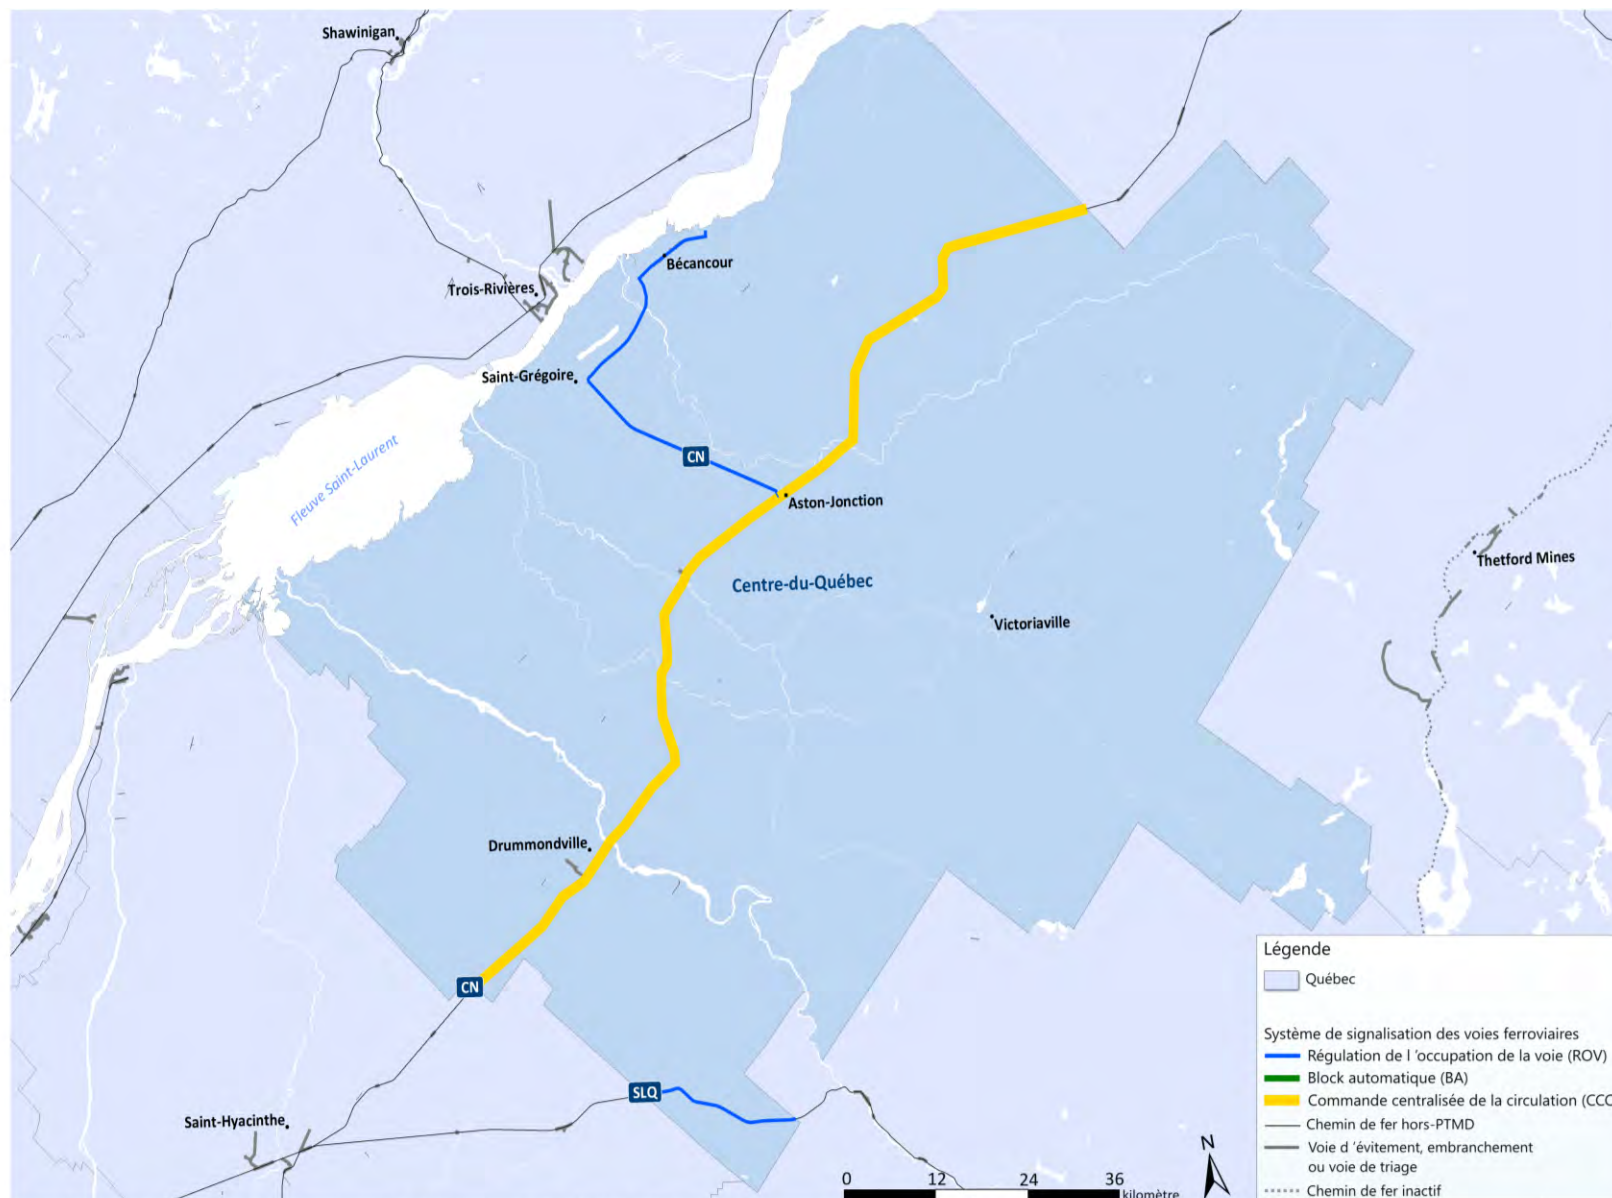 Shawinigan
Bécancour
Trois-Rivières
Saint-Grégoire
Fleuve Saint-Laurent
CN
Aston-Jonction
Thetford Mines
Centre-du-Québec
Victoriaville
Drummondville
CN
SLQ
Saint-Hyacinthe
N
0 12 24 36
kilomètre
Légende
Québec
Système de signalisation des voies ferroviaires
Régulation de l 'occupation de la voie (ROV)
Block automatique (BA)
Commande centralisée de la circulation (CCC
Chemin de fer hors-PTMD
Voie d 'évitement, embranchement
ou voie de triage
Chemin de fer inactif